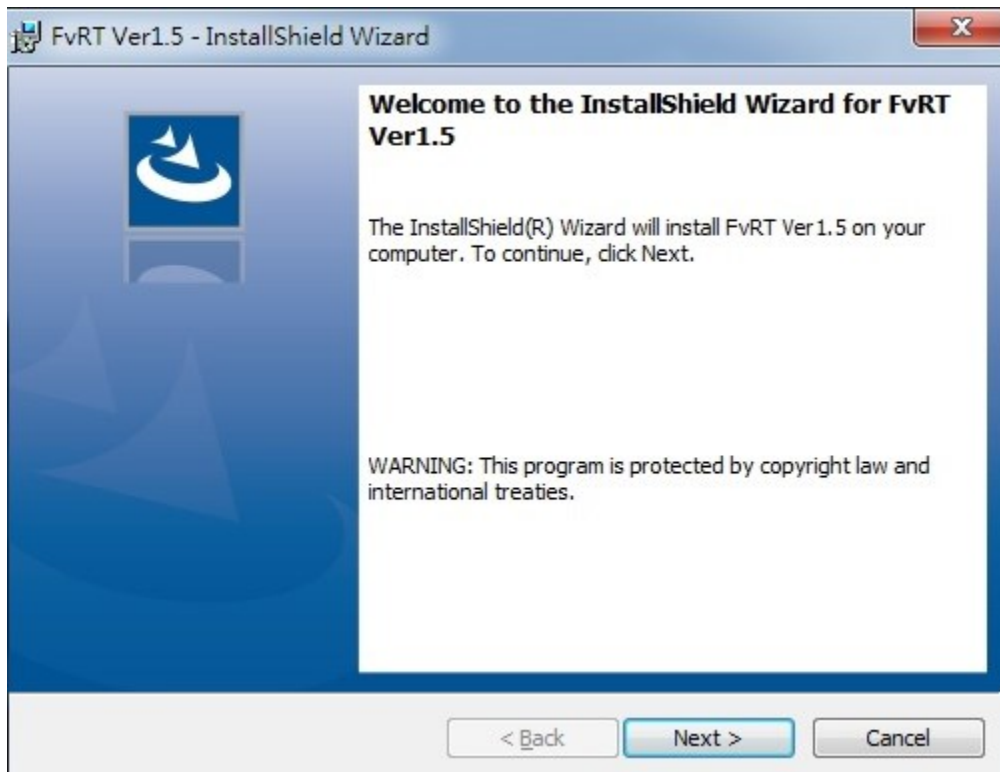 FvRT Ver1.5 - InstallShield Wizard
Welcome to the InstallShield Wizard for FvRT
Ver1.5
The InstallShield(R) Wizard will install FvRT Ver1.5 on your
computer. To continue, click Next.
WARNING: This program is protected by copyright law and
international treaties.
< Back
Next >
Cancel